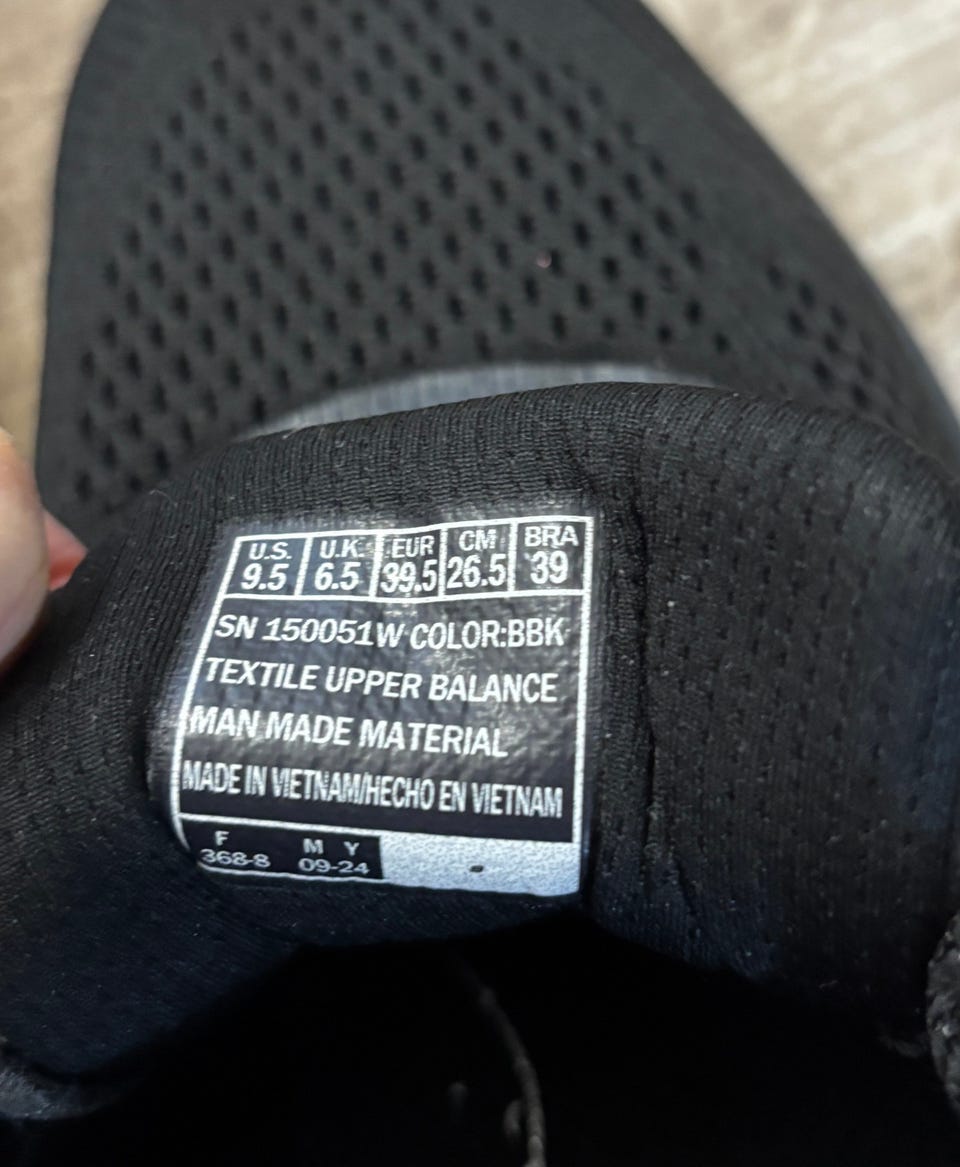 U.S. U.K. EUR CM BRA
9.5 6.5 39.5 26.5 39
SN 150051W COLOR:BBK
TEXTILE UPPER BALANCE
MAN MADE MATERIAL
MADE IN VIETNAM/HECHO EN VIETNAM
F M Y
368-8 09-24